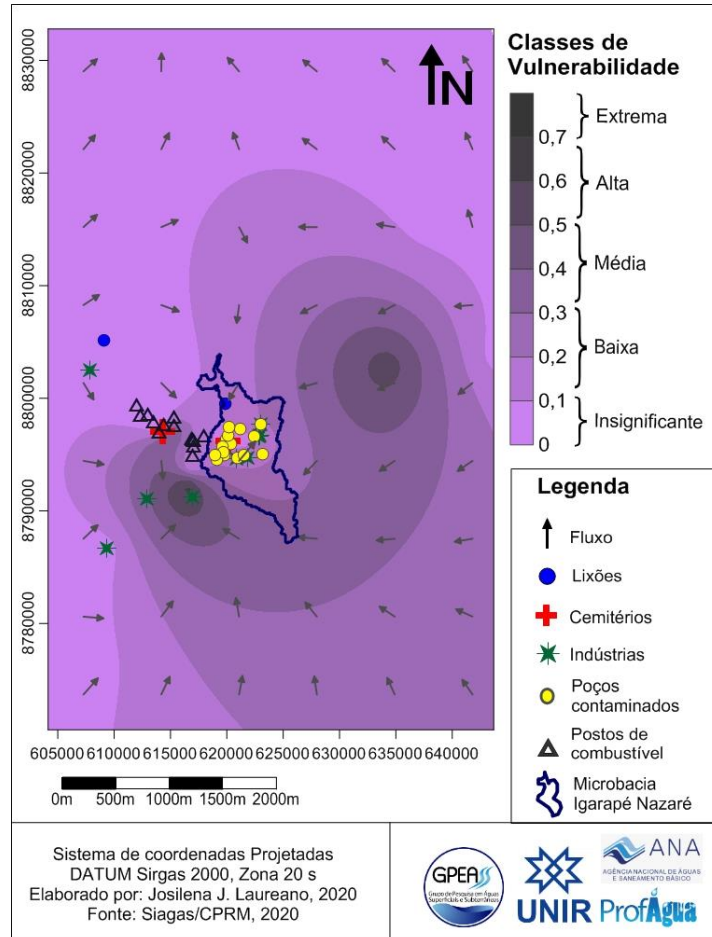 8830000
8820000
8810000
8800000
8790000
8780000
605000 610000 615000 620000 625000 630000 635000 640000
0m 500m 1000m 1500m 2000m
N
Classes de
Vulnerabilidade
Extrema
0,7
0,6
Alta
0,5
0,4
Média
0,3
0,2
Baixa
0,1
Insignificante
0
Legenda
Fluxo
Lixões
Cemitérios
Indústrias
Poços
contaminados
Postos de
combustível
Microbacia
Igarapé Nazaré
Sistema de coordenadas Projetadas
DATUM Sirgas 2000, Zona 20 s
Elaborado por: Josilena J. Laureano, 2020
Fonte: Siagas/CPRM, 2020
GPEASS
Grupo de Pesquisa em Águas
Superficiais e Subterrâneas
UNIR
ANA
AGÊNCIA NACIONAL DE ÁGUAS
E SANEAMENTO BÁSICO
ProfÁgua